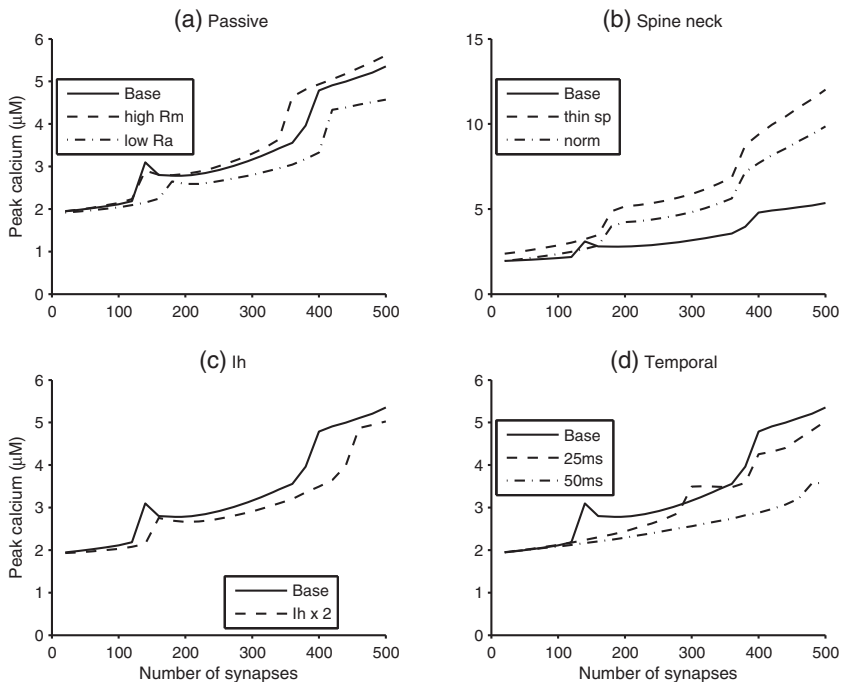 (a) Passive
Peak calcium (μM)
6
5
4
3
2
1
0
Base
high Rm
low Ra
0
100
200
300
400
500
(b) Spine neck
15
10
5
0
Base
thin sp
norm
0
100
200
300
400
500
(c) Ih
Peak calcium (μM)
6
5
4
3
2
1
0
Base
Ih x 2
0
100
200
300
400
500
Number of synapses
(d) Temporal
6
5
4
3
2
1
0
Base
25ms
50ms
0
100
200
300
400
500
Number of synapses